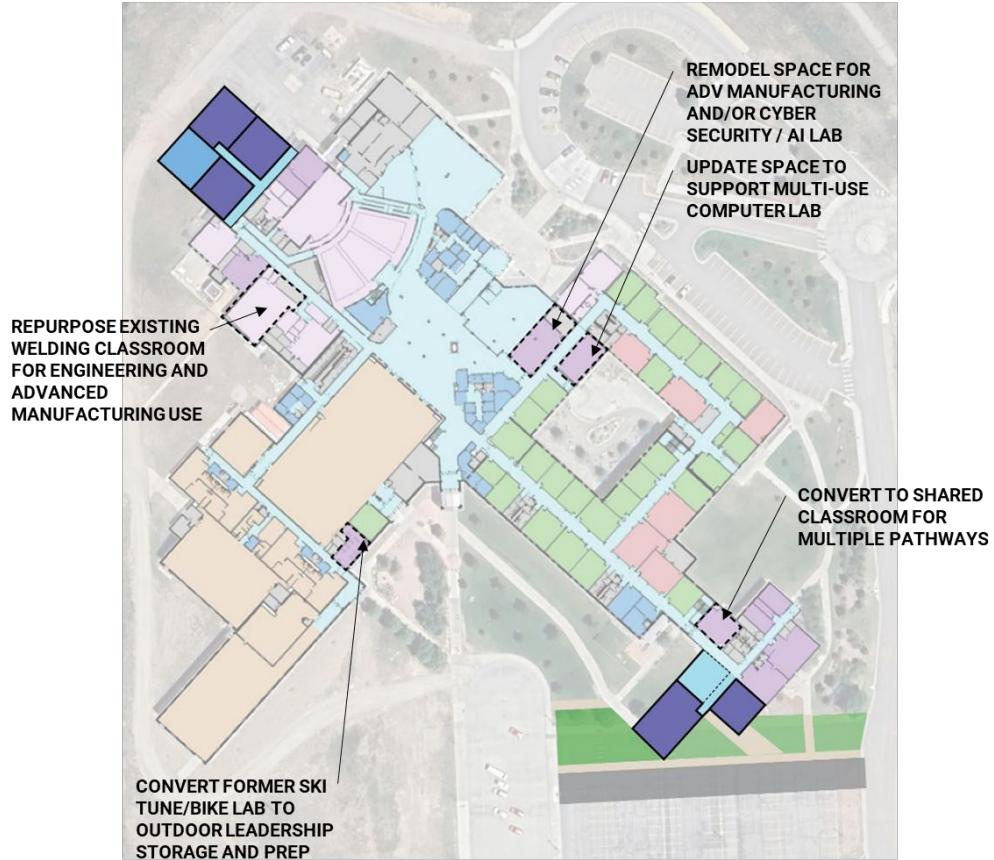 REMODEL SPACE FOR
ADV MANUFACTURING
AND/OR CYBER
SECURITY / AI LAB
UPDATE SPACE TO
SUPPORT MULTI-USE
COMPUTER LAB
REPURPOSE EXISTING
WELDING CLASSROOM
FOR ENGINEERING AND
ADVANCED
MANUFACTURING USE
CONVERT TO SHARED
CLASSROOM FOR
MULTIPLE PATHWAYS
CONVERT FORMER SKI
TUNE/BIKE LAB TO
OUTDOOR LEADERSHIP
STORAGE AND PREP